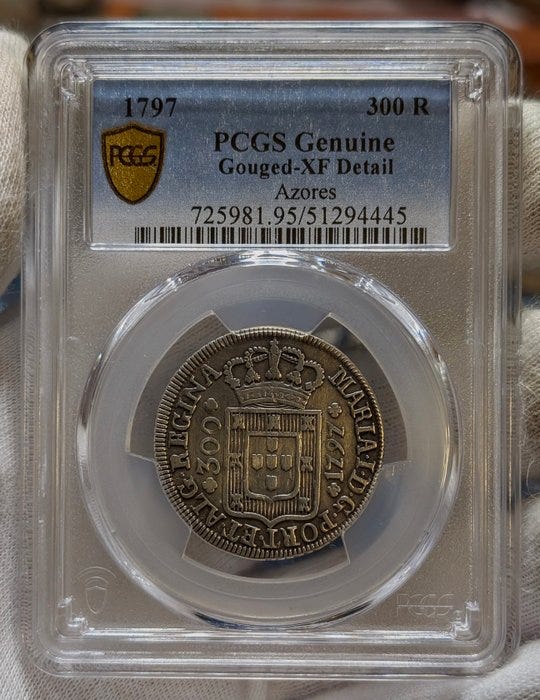 1797 300 R
PCGS
PCGS Genuine
Gouged-XF Detail
Azores
725981.95/51294445
MARIA·I·D·G·PORT·ET·ALG·REGINA
300
1797
PCGS